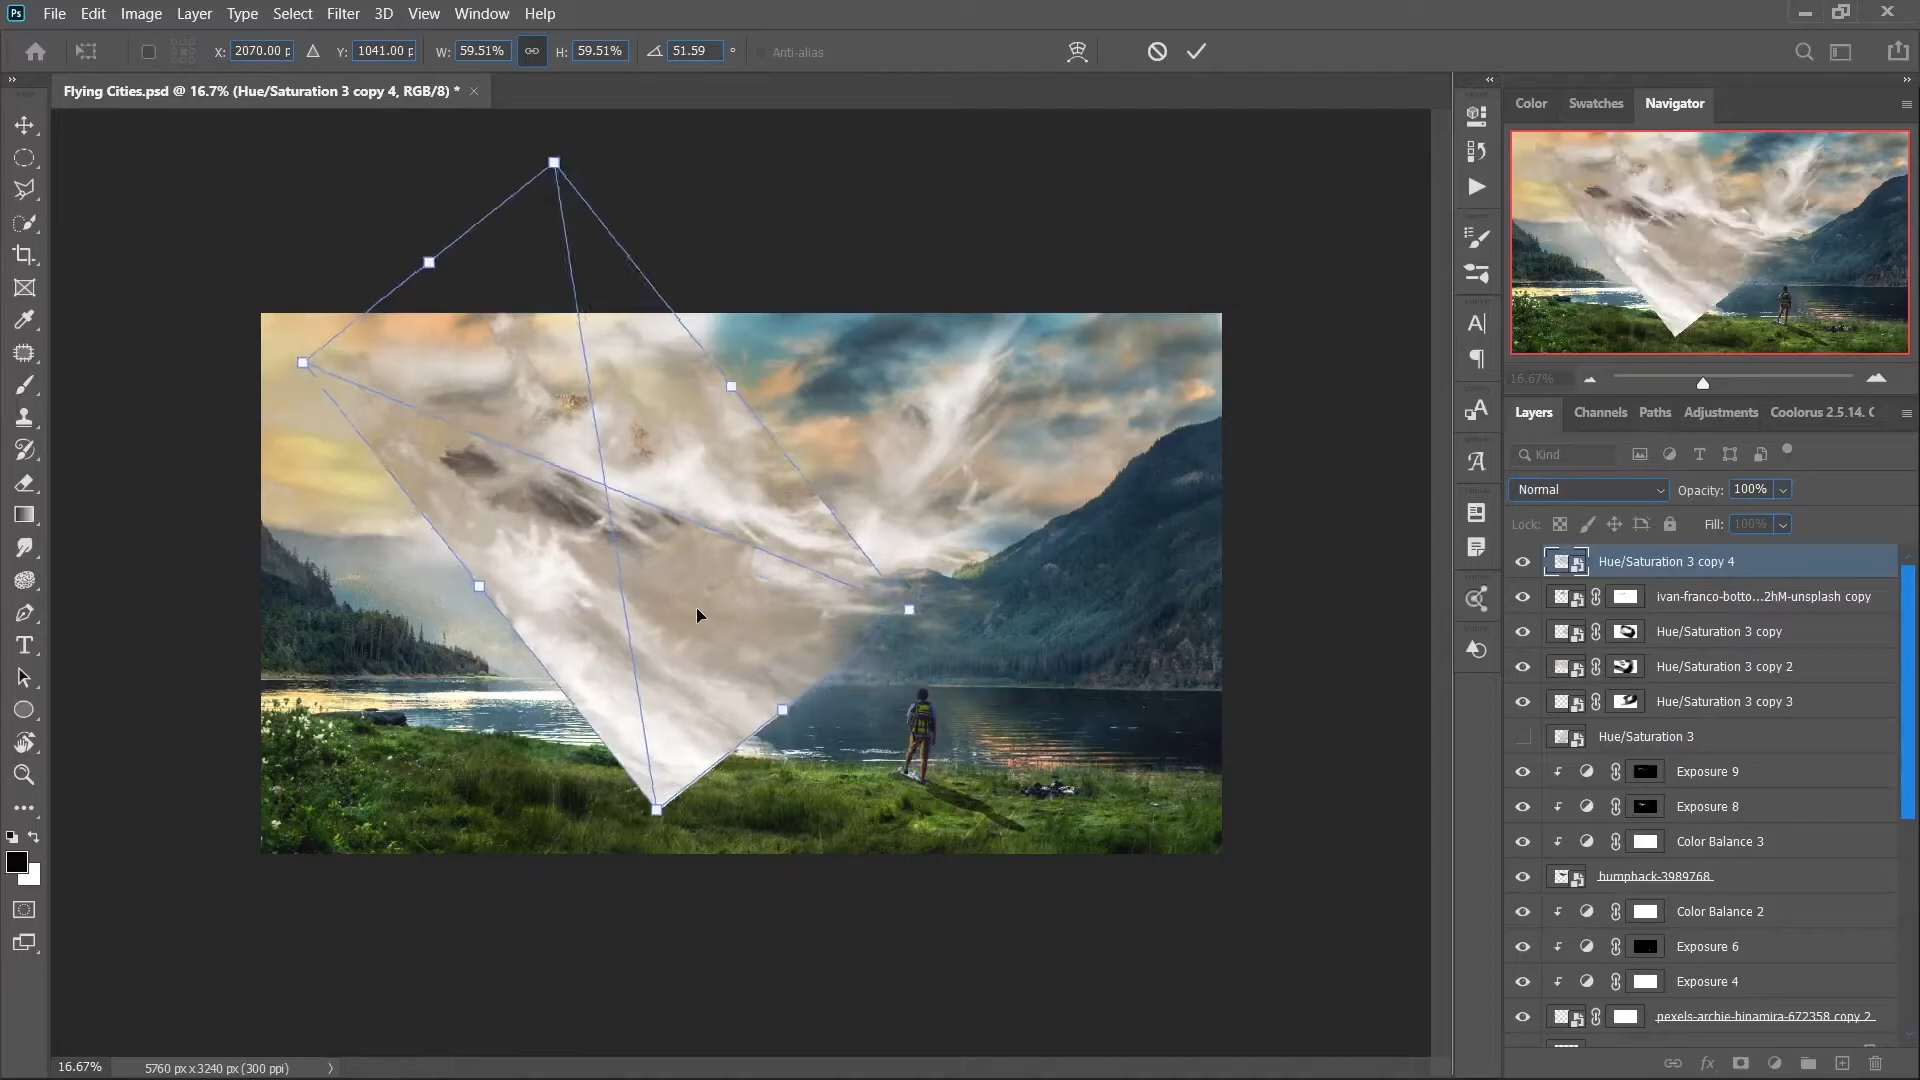 Ps File Edit Image Layer Type Select Filter 3D View Window Help
X: 2070.00 p Y: 1041.00 p W: 59.51% H: 59.51% 51.59 ° Anti-alias
Flying Cities.psd @ 16.7% (Hue/Saturation 3 copy 4, RGB/8) *
Color Swatches Navigator
16.67%
Layers Channels Paths Adjustments Coolorus 2.5.14. C
Kind
Normal Opacity: 100%
Lock: Fill: 100%
Hue/Saturation 3 copy 4
ivan-franco-botto...2hM-unsplash copy
Hue/Saturation 3 copy
Hue/Saturation 3 copy 2
Hue/Saturation 3 copy 3
Hue/Saturation 3
Exposure 9
Exposure 8
Color Balance 3
humpback-3989768
Color Balance 2
Exposure 6
Exposure 4
pexels-archie-binamira-672358 copy 2
16.67% 5760 px x 3240 px (300 ppi)